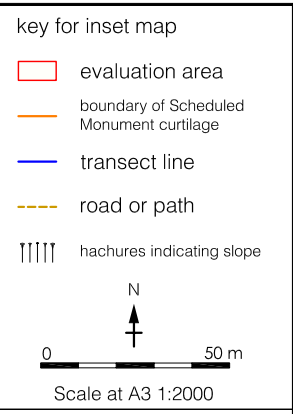 key for inset map
evaluation area
boundary of Scheduled
Monument curtilage
transect line
road or path
hachures indicating slope
N
0 50 m
Scale at A3 1:2000